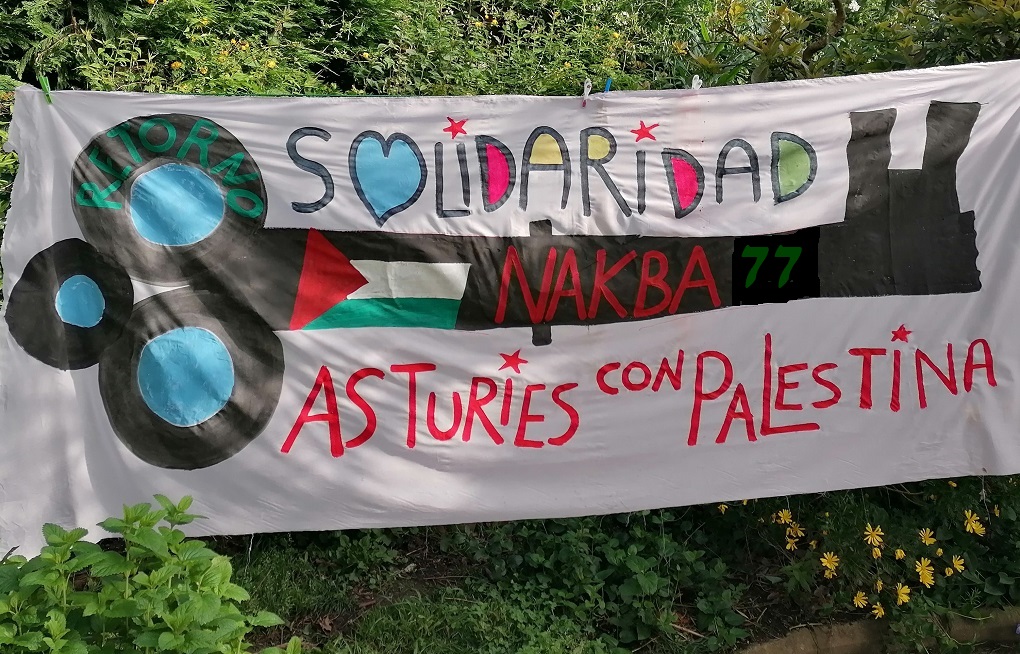 RETORNO
SOLiDARiDAD
NAKBA 77
ASTURiES CON PALESTiNA